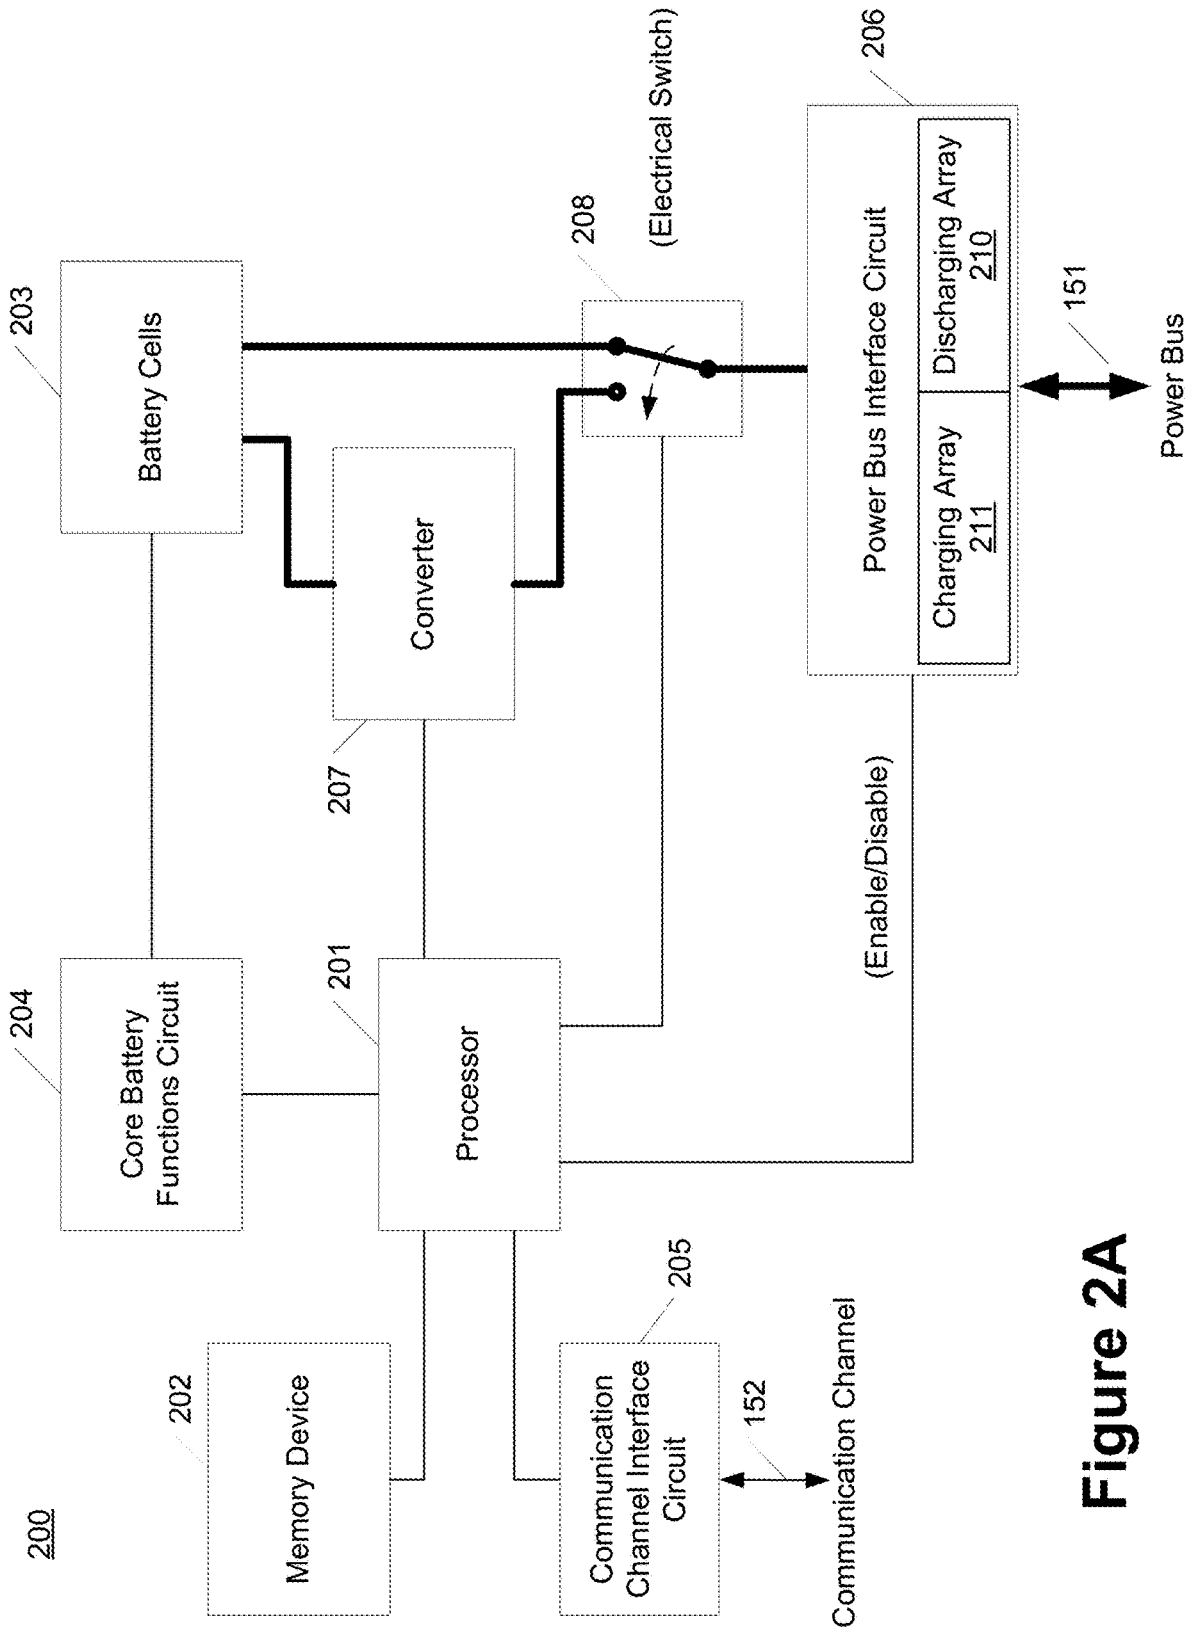 200
202
Memory Device
204
Core Battery
Functions Circuit
203
Battery Cells
201
Processor
207
Converter
205
Communication
Channel Interface
Circuit
152
Communication Channel
208
(Electrical Switch)
(Enable/Disable)
206
Power Bus Interface Circuit
Charging Array
211
Discharging Array
210
151
Power Bus
Figure 2A